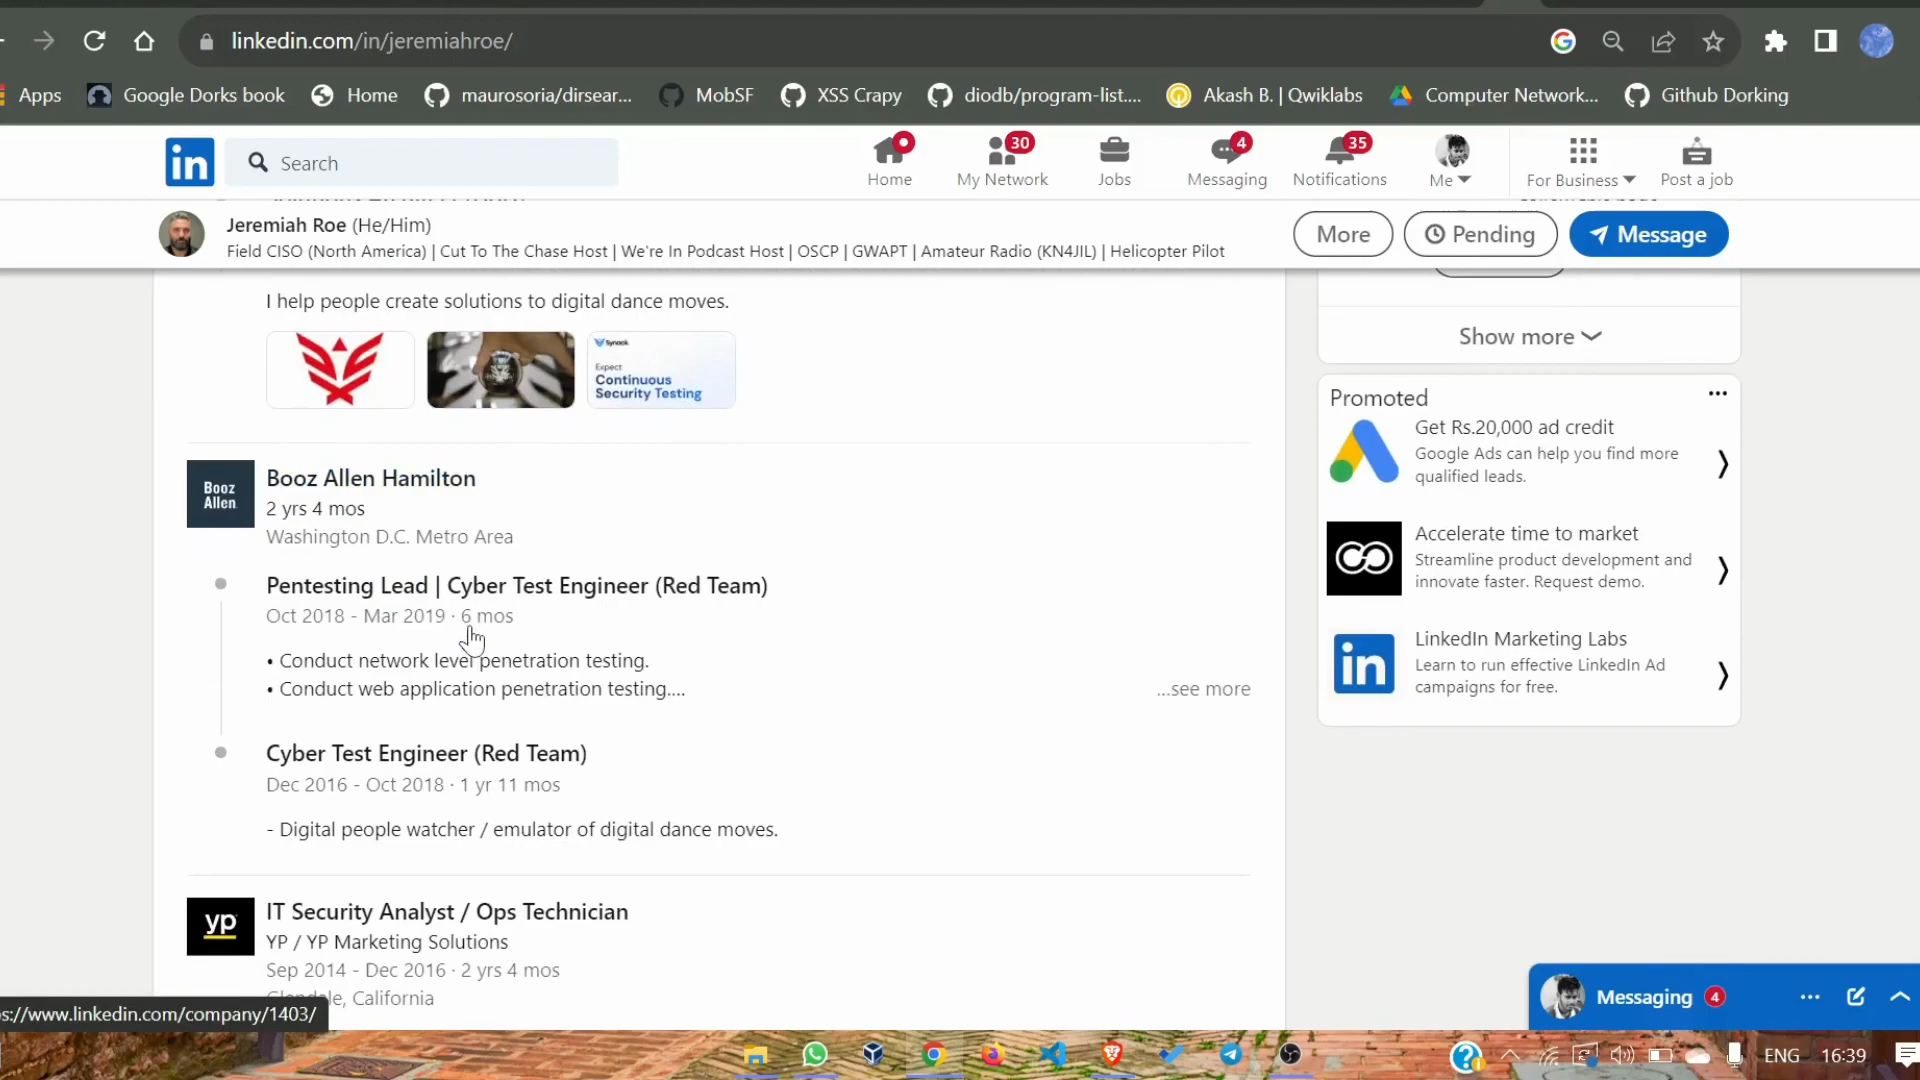 linkedin.com/in/jeremiahroe/
Apps
Google Dorks book
Home
maurosoria/dirsear...
MobSF
XSS Crapy
diodb/program-list....
Akash B. | Qwiklabs
Computer Network...
Github Dorking
in
Search
Home
30
My Network
Jobs
4
Messaging
35
Notifications
Me
For Business
Post a job
Jeremiah Roe (He/Him)
Field CISO (North America) | Cut To The Chase Host | We're In Podcast Host | OSCP | GWAPT | Amateur Radio (KN4JIL) | Helicopter Pilot
More
Pending
Message
I help people create solutions to digital dance moves.
Synack
Expect
Continuous
Security Testing
Show more
Promoted
Get Rs.20,000 ad credit
Google Ads can help you find more
qualified leads.
Accelerate time to market
Streamline product development and
innovate faster. Request demo.
in
LinkedIn Marketing Labs
Learn to run effective LinkedIn Ad
campaigns for free.
Booz
Allen
Booz Allen Hamilton
2 yrs 4 mos
Washington D.C. Metro Area
Pentesting Lead | Cyber Test Engineer (Red Team)
Oct 2018 - Mar 2019 · 6 mos
• Conduct network level penetration testing.
• Conduct web application penetration testing....
...see more
Cyber Test Engineer (Red Team)
Dec 2016 - Oct 2018 · 1 yr 11 mos
- Digital people watcher / emulator of digital dance moves.
yp
IT Security Analyst / Ops Technician
YP / YP Marketing Solutions
Sep 2014 - Dec 2016 · 2 yrs 4 mos
Glendale, California
s://www.linkedin.com/company/1403/
Messaging 4
ENG
16:39